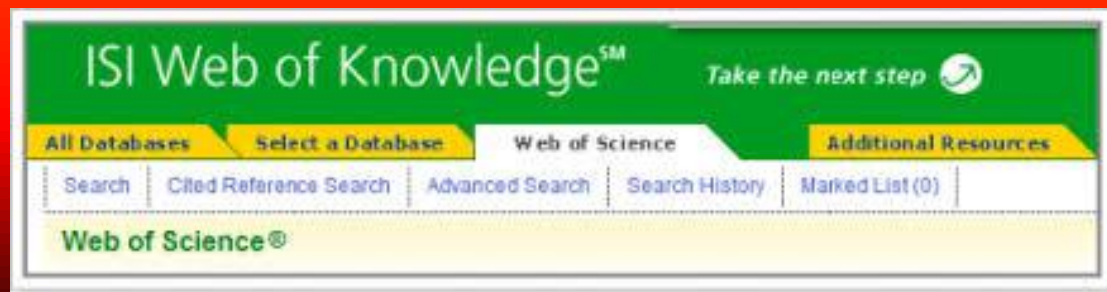 ISI Web of Knowledge℠ Take the next step
All Databases Select a Database Web of Science Additional Resources
Search Cited Reference Search Advanced Search Search History Marked List (0)
Web of Science®